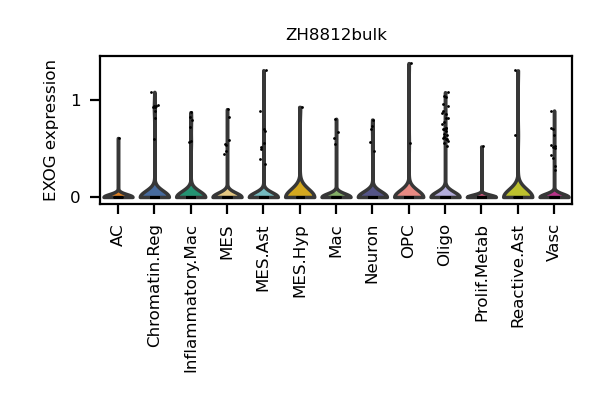 ZH8812bulk
EXOG expression
1
0
AC
Chromatin.Reg
Inflammatory.Mac
MES
MES.Ast
MES.Hyp
Mac
Neuron
OPC
Oligo
Prolif.Metab
Reactive.Ast
Vasc